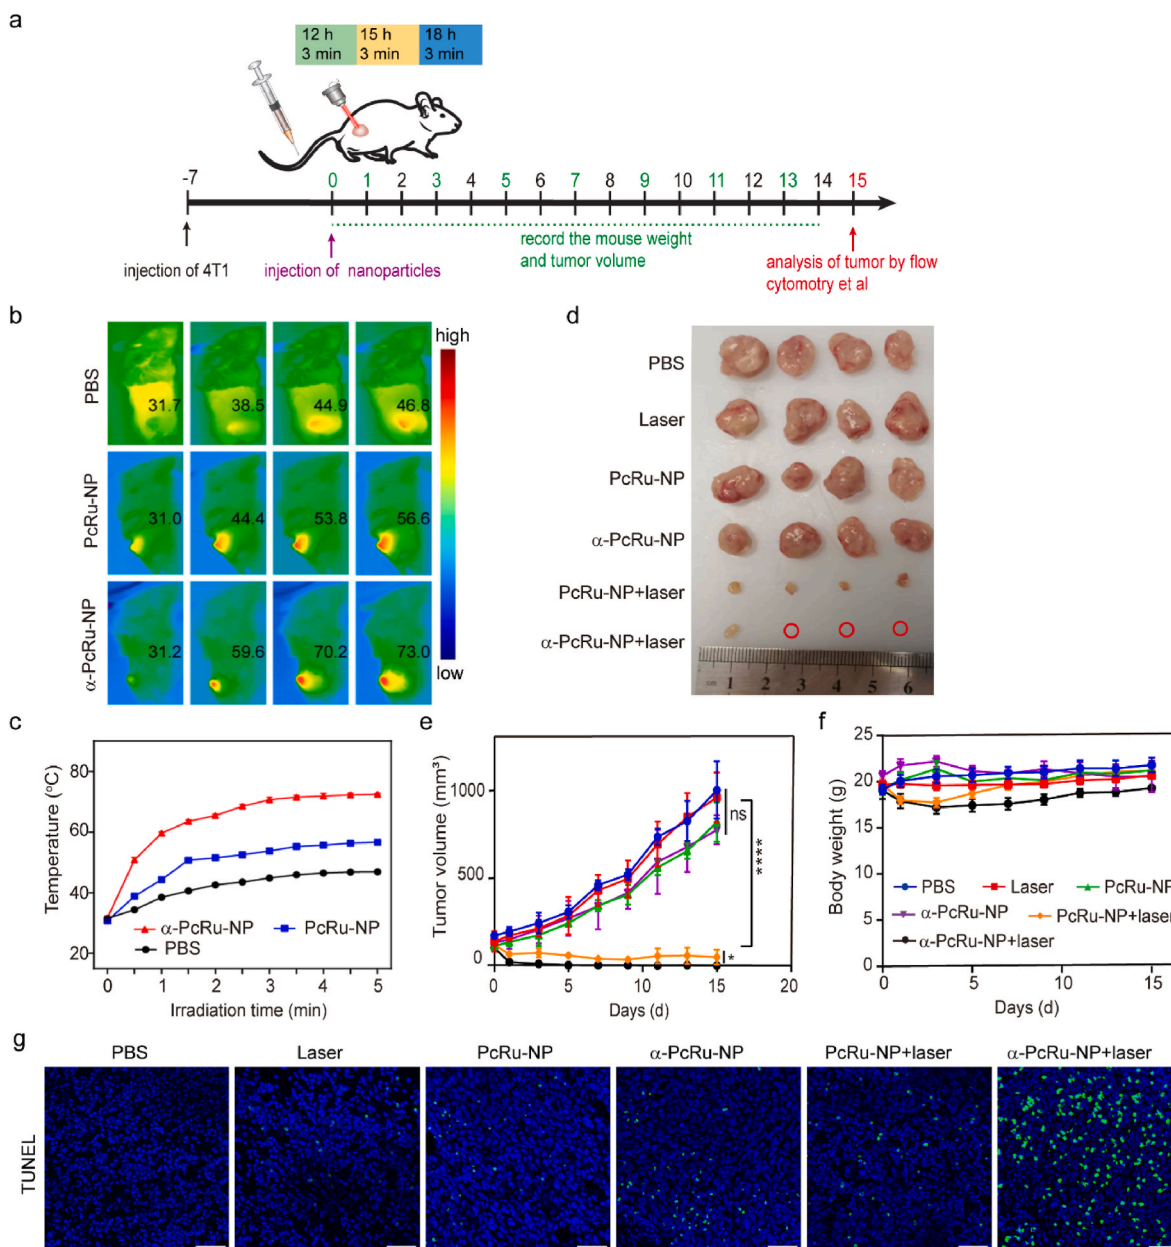 a
12 h 15 h 18 h
3 min 3 min 3 min
-7 0 1 2 3 4 5 6 7 8 9 10 11 12 13 14 15
record the mouse weight
and tumor volume
injection of 4T1
injection of nanoparticles
analysis of tumor by flow
cytomotry et al
b
PBS
31.7 38.5 44.9 46.8
PcRu-NP
31.0 44.4 53.8 56.6
α-PcRu-NP
31.2 59.6 70.2 73.0
high
low
d
PBS
Laser
PcRu-NP
α-PcRu-NP
PcRu-NP+laser
α-PcRu-NP+laser
1 2 3 4 5 6
c
Temperature (°C)
80
60
40
20
α-PcRu-NP PcRu-NP
PBS
0 1 2 3 4 5
Irradiation time (min)
e
Tumor volume (mm³)
1000
500
0
ns
****
*
0 5 10 15 20
Days (d)
f
Body weight (g)
25
20
15
10
5
0
PBS Laser PcRu-NP
α-PcRu-NP PcRu-NP+laser
α-PcRu-NP+laser
0 5 10 15
Days (d)
g
PBS Laser PcRu-NP α-PcRu-NP PcRu-NP+laser α-PcRu-NP+laser
TUNEL